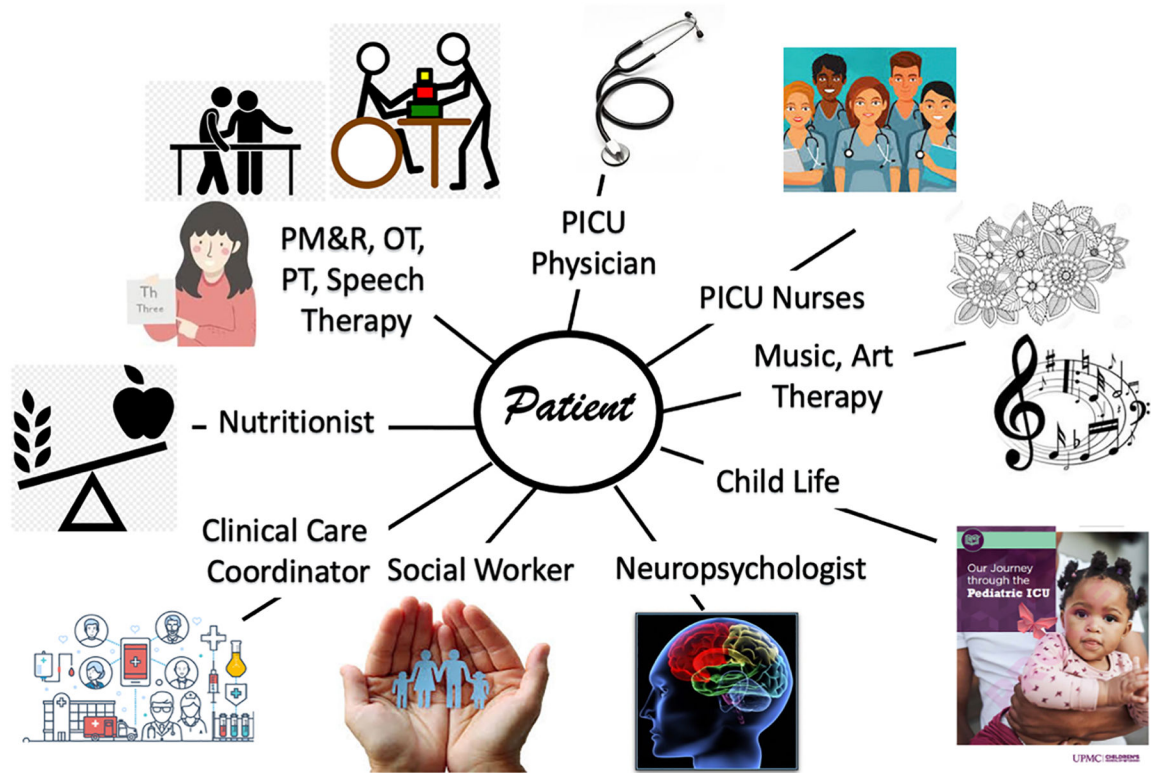 PICU
Physician
PICU Nurses
Music, Art
Therapy
Child Life
Our Journey
through the
Pediatric ICU
UPMC CHILDREN'S
Neuropsychologist
Social Worker
Clinical Care
Coordinator
Nutritionist
PM&R, OT,
PT, Speech
Therapy
Th
Three
Patient